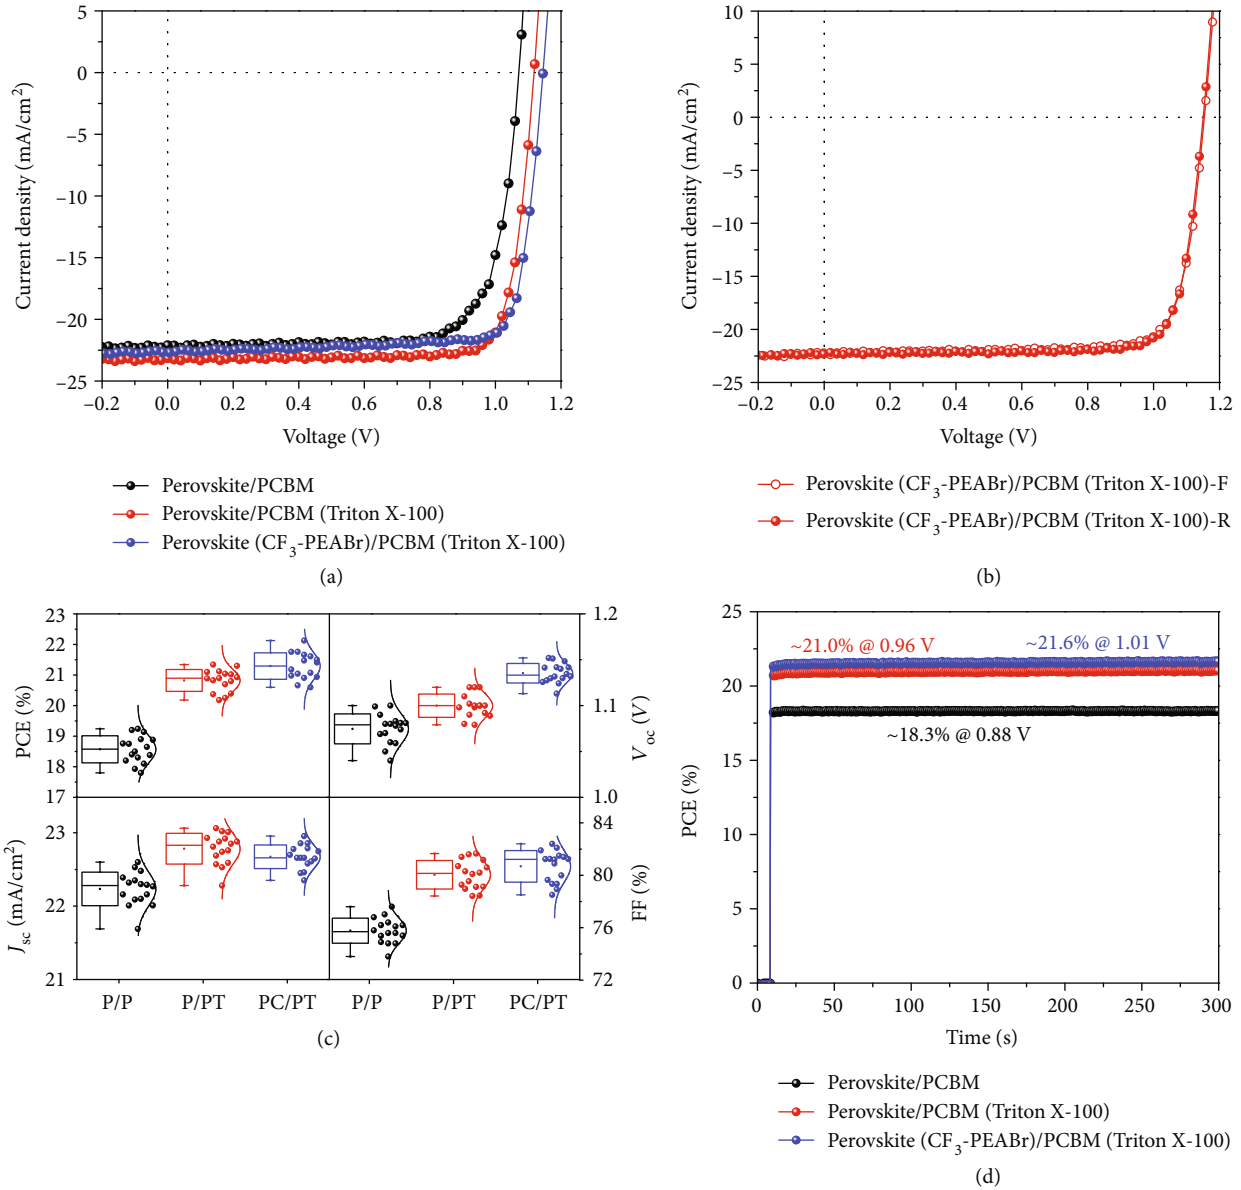 5
0
−5
−10
−15
−20
−25
Current density (mA/cm²)
−0.2 0.0 0.2 0.4 0.6 0.8 1.0 1.2
Voltage (V)
Perovskite/PCBM
Perovskite/PCBM (Triton X-100)
Perovskite (CF₃-PEABr)/PCBM (Triton X-100)
(a)
10
5
0
−5
−10
−15
−20
−25
Current density (mA/cm²)
−0.2 0.0 0.2 0.4 0.6 0.8 1.0 1.2
Voltage (V)
Perovskite (CF₃-PEABr)/PCBM (Triton X-100)-F
Perovskite (CF₃-PEABr)/PCBM (Triton X-100)-R
(b)
23
22
21
20
19
18
17
PCE (%)
1.2
1.1
1.0
Voc (V)
23
22
21
Jsc (mA/cm²)
84
80
76
72
FF (%)
P/P P/PT PC/PT P/P P/PT PC/PT
(c)
25
20
15
10
5
0
PCE (%)
~21.0% @ 0.96 V ~21.6% @ 1.01 V
~18.3% @ 0.88 V
0 50 100 150 200 250 300
Time (s)
Perovskite/PCBM
Perovskite/PCBM (Triton X-100)
Perovskite (CF₃-PEABr)/PCBM (Triton X-100)
(d)